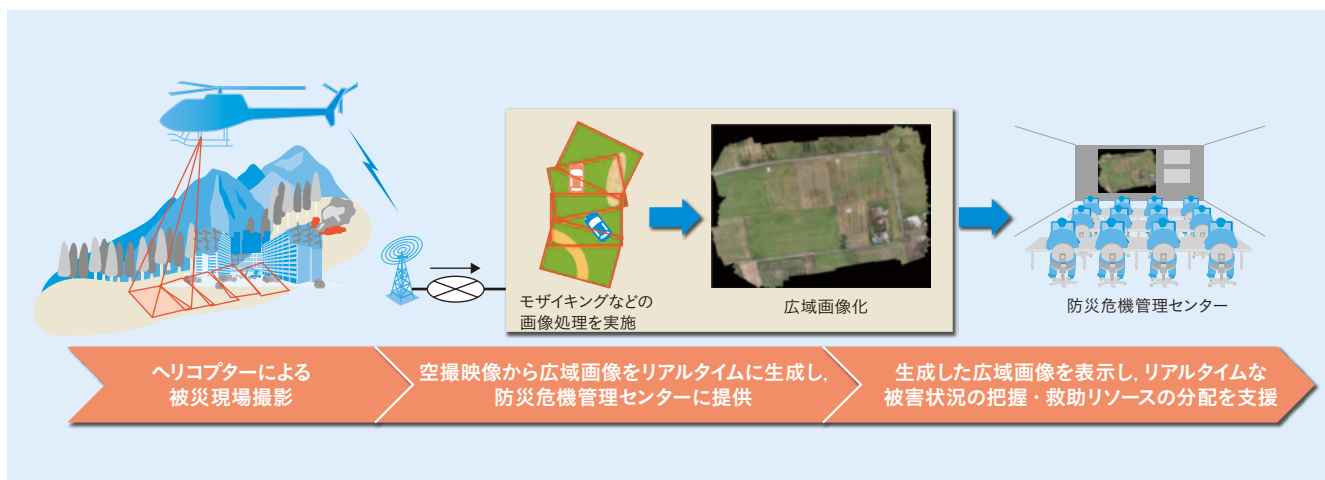 モザイキングなどの
画像処理を実施
広域画像化
防災危機管理センター
ヘリコプターによる
被災現場撮影
空撮映像から広域画像をリアルタイムに生成し，
防災危機管理センターに提供
生成した広域画像を表示し，リアルタイムな
被害状況の把握・救助リソースの分配を支援